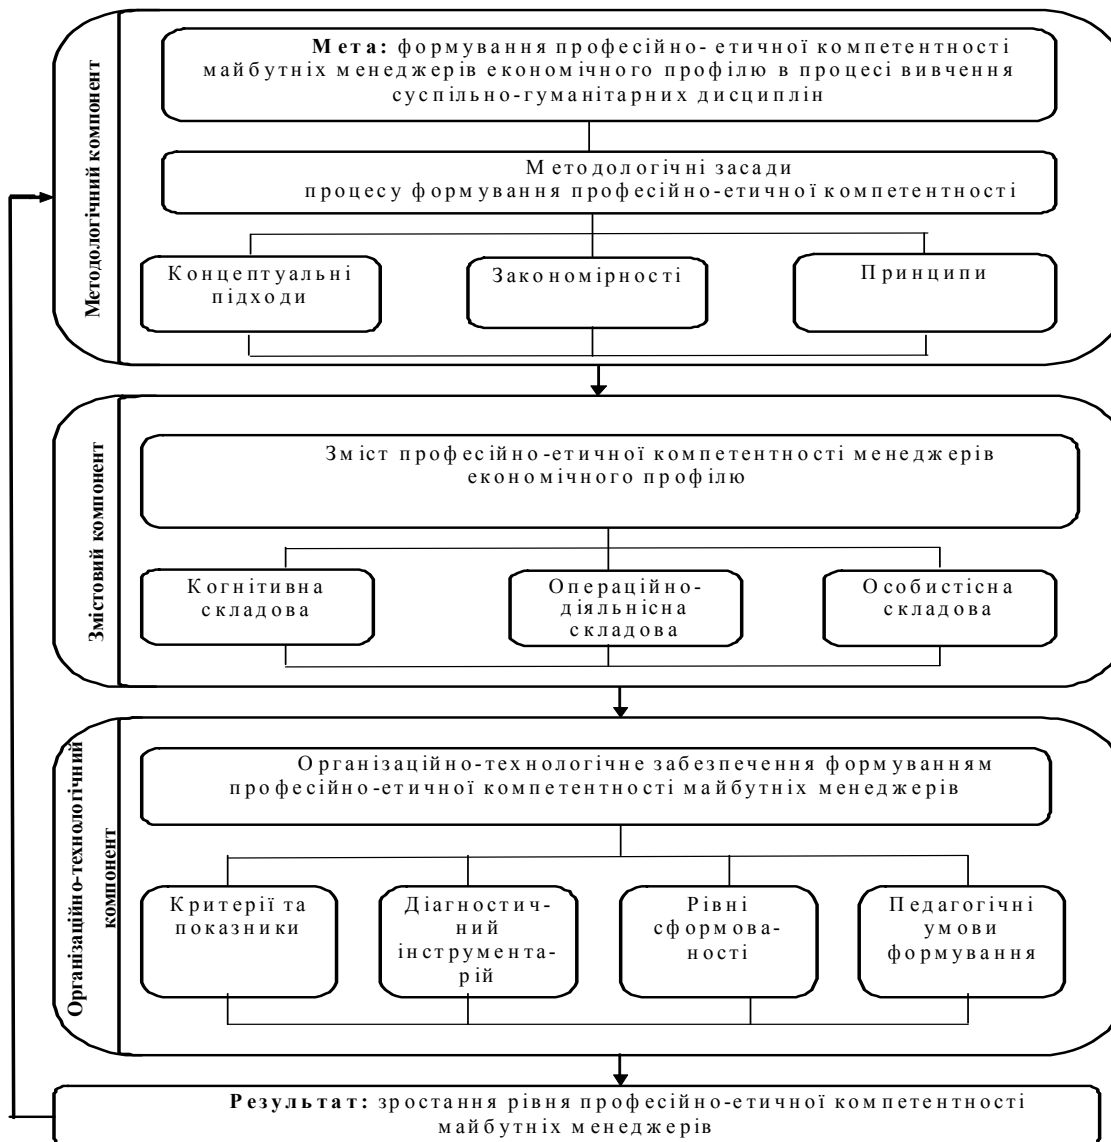 Методологічний компонент
Мета: формування професійно- етичної компетентності
майбутніх менеджерів економічного профілю в процесі вивчення
суспільно-гуманітарних дисциплін
Методологічні засади
процесу формування професійно-етичної компетентності
Концептуальні
підходи
Закономірності
Принципи
Змістовий компонент
Зміст професійно-етичної компетентності менеджерів
економічного профілю
Когнітивна
складова
Операційно-
діяльнісна
складова
Особистісна
складова
Організаційно-технологічний
компонент
Організаційно-технологічне забезпечення формуванням
професійно-етичної компетентності майбутніх менеджерів
Критерії та
показники
Діагностич-
ний
інструмента-
рій
Рівні
сформова-
ності
Педагогічні
умови
формування
Результат: зростання рівня професійно-етичної компетентності
майбутніх менеджерів